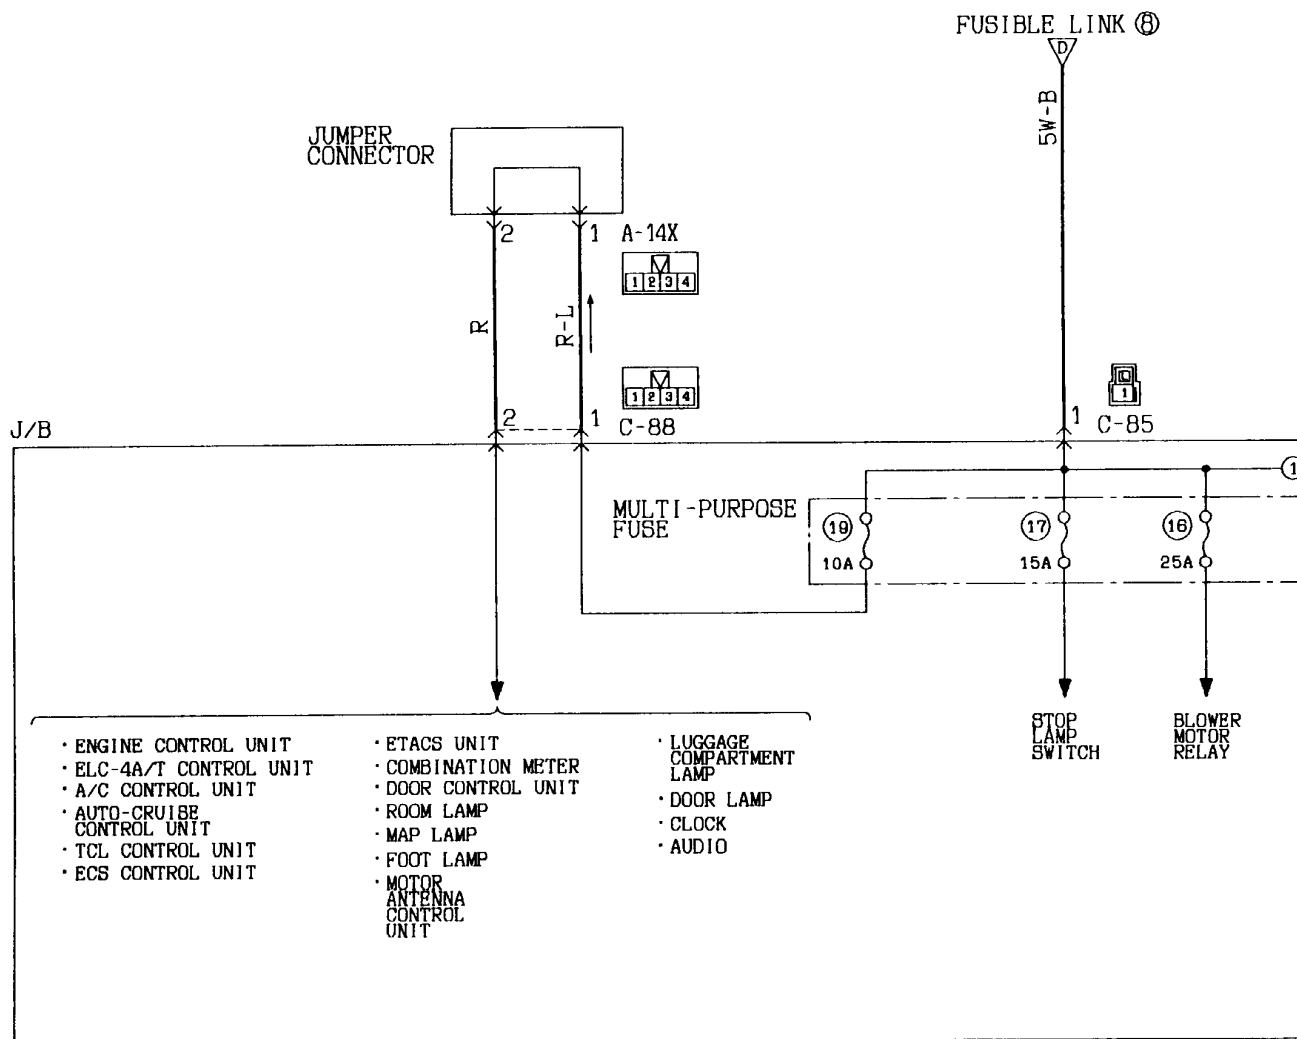 FUSIBLE LINK ⑧
D
5W-B
JUMPER
CONNECTOR
2
1
A-14X
1 2 3 4
R
R-L
1 2 3 4
2
1
C-88
1
1
C-85
J/B
1
MULTI-PURPOSE
FUSE
⑲
10A
⑰
15A
⑯
25A
STOP
LAMP
SWITCH
BLOWER
MOTOR
RELAY
· ENGINE CONTROL UNIT
· ELC-4A/T CONTROL UNIT
· A/C CONTROL UNIT
· AUTO-CRUISE
CONTROL UNIT
· TCL CONTROL UNIT
· ECS CONTROL UNIT
· ETACS UNIT
· COMBINATION METER
· DOOR CONTROL UNIT
· ROOM LAMP
· MAP LAMP
· FOOT LAMP
· MOTOR
ANTENNA
CONTROL
UNIT
· LUGGAGE
COMPARTMENT
LAMP
· DOOR LAMP
· CLOCK
· AUDIO